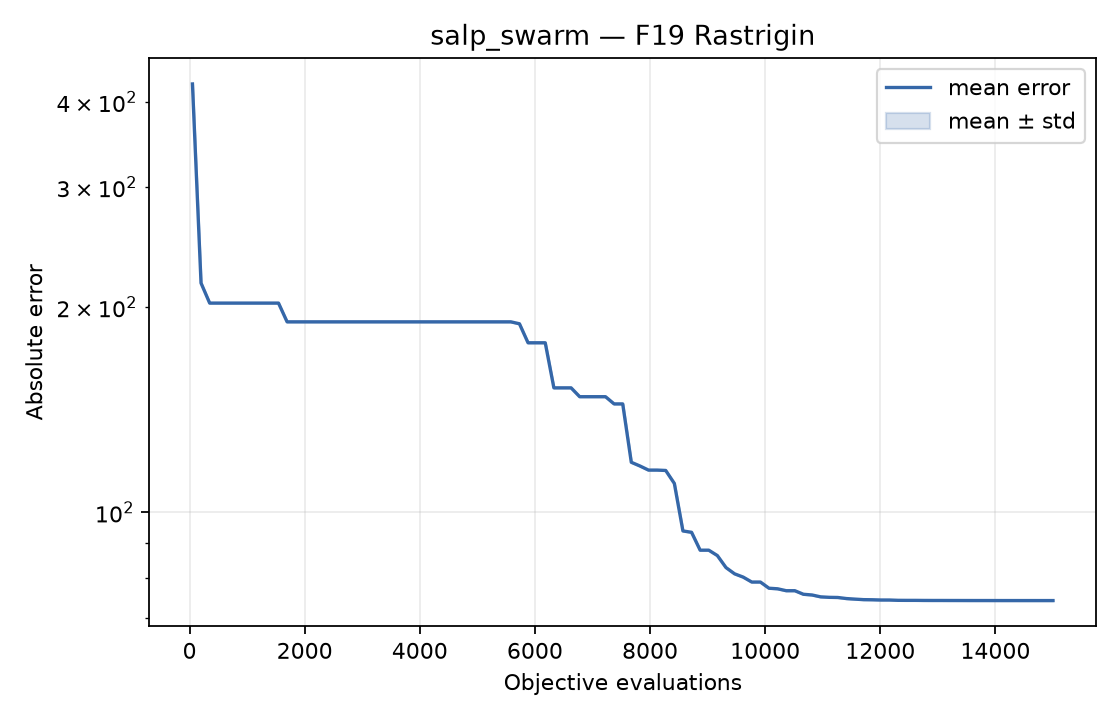 salp_swarm — F19 Rastrigin
mean error
mean ± std
4 × 10²
3 × 10²
2 × 10²
10²
Absolute error
0 2000 4000 6000 8000 10000 12000 14000
Objective evaluations